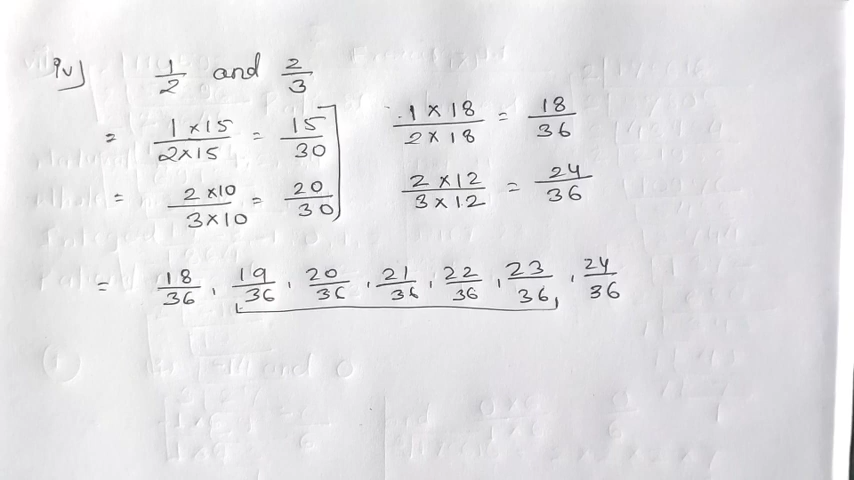 iv) 1/2 and 2/3
= 1 × 15 / 2 × 15 = 15/30
= 2 × 10 / 3 × 10 = 20/30
1 × 18 / 2 × 18 = 18/36
2 × 12 / 3 × 12 = 24/36
= 18/36, 19/36, 20/36, 21/36, 22/36, 23/36, 24/36